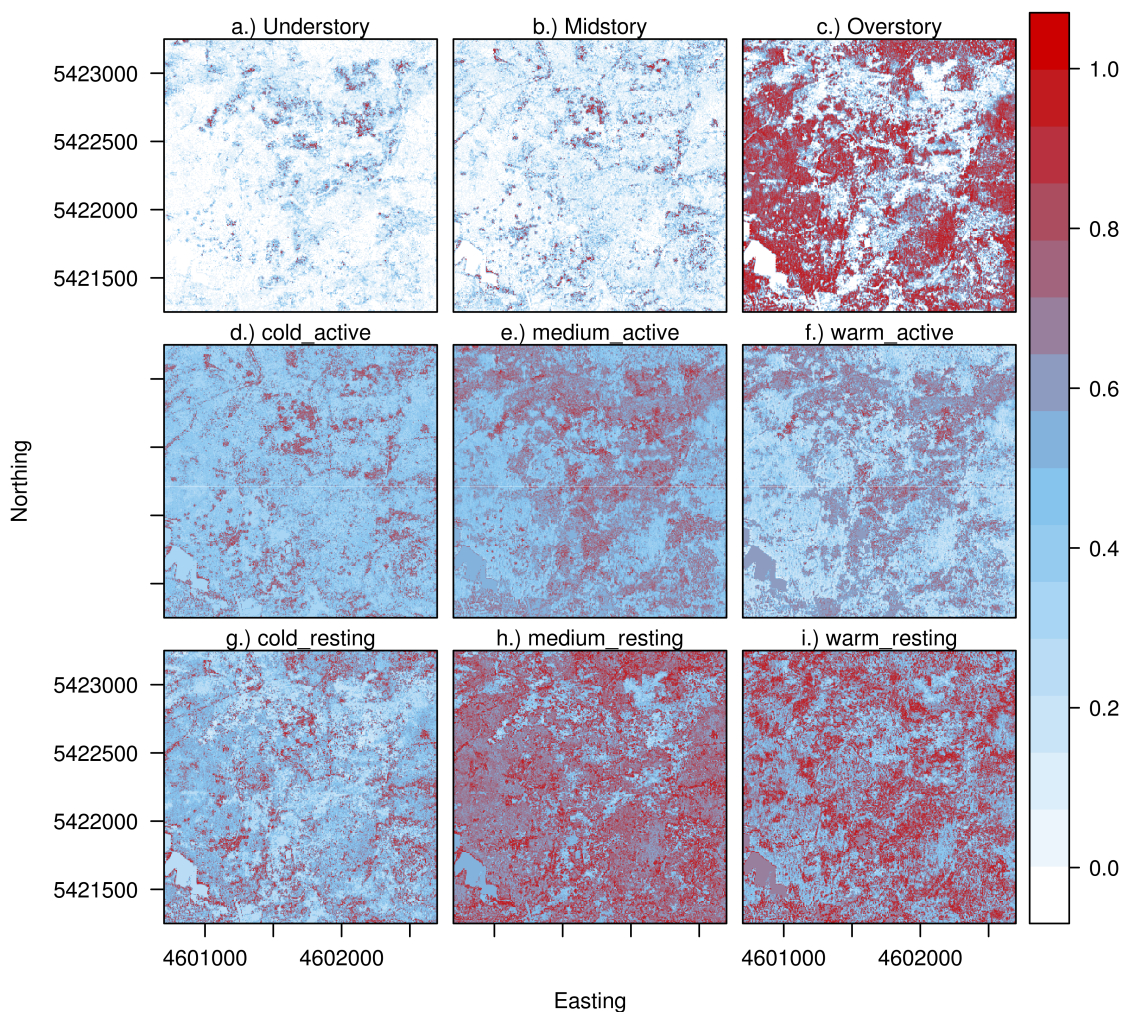 a.) Understory
b.) Midstory
c.) Overstory
5423000
5422500
5422000
5421500
1.0
0.8
0.6
0.4
0.2
0.0
d.) cold_active
e.) medium_active
f.) warm_active
Northing
g.) cold_resting
h.) medium_resting
i.) warm_resting
5423000
5422500
5422000
5421500
4601000 4602000 4601000 4602000
Easting